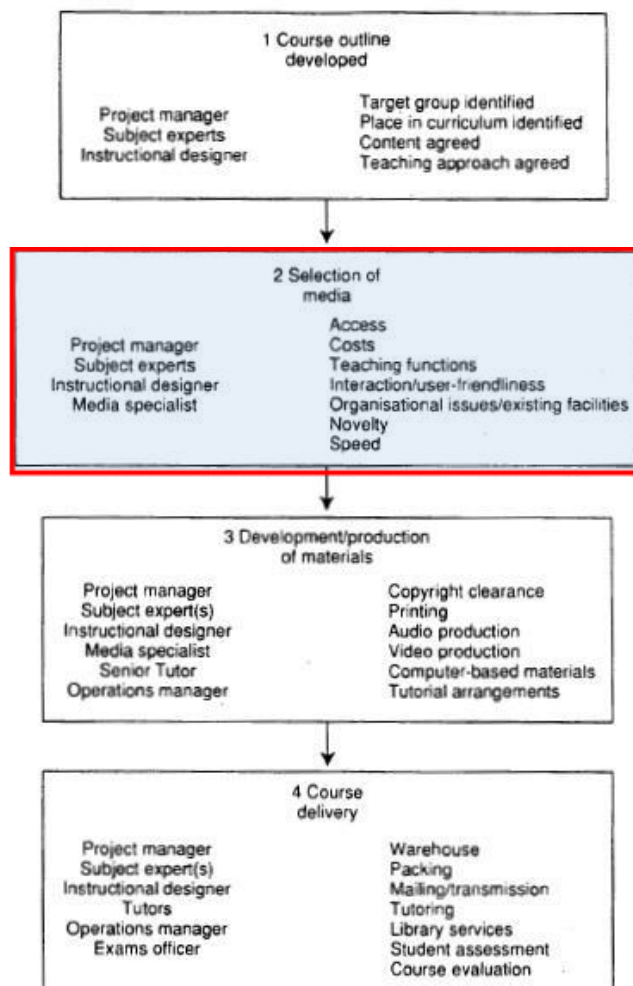 1 Course outline
developed
Project manager
Subject experts
Instructional designer
Target group identified
Place in curriculum identified
Content agreed
Teaching approach agreed
2 Selection of
media
Project manager
Subject experts
Instructional designer
Media specialist
Access
Costs
Teaching functions
Interaction/user-friendliness
Organisational issues/existing facilities
Novelty
Speed
3 Development/production
of materials
Project manager
Subject expert(s)
Instructional designer
Media specialist
Senior Tutor
Operations manager
Copyright clearance
Printing
Audio production
Video production
Computer-based materials
Tutorial arrangements
4 Course
delivery
Project manager
Subject expert(s)
Instructional designer
Tutors
Operations manager
Exams officer
Warehouse
Packing
Mailing/transmission
Tutoring
Library services
Student assessment
Course evaluation